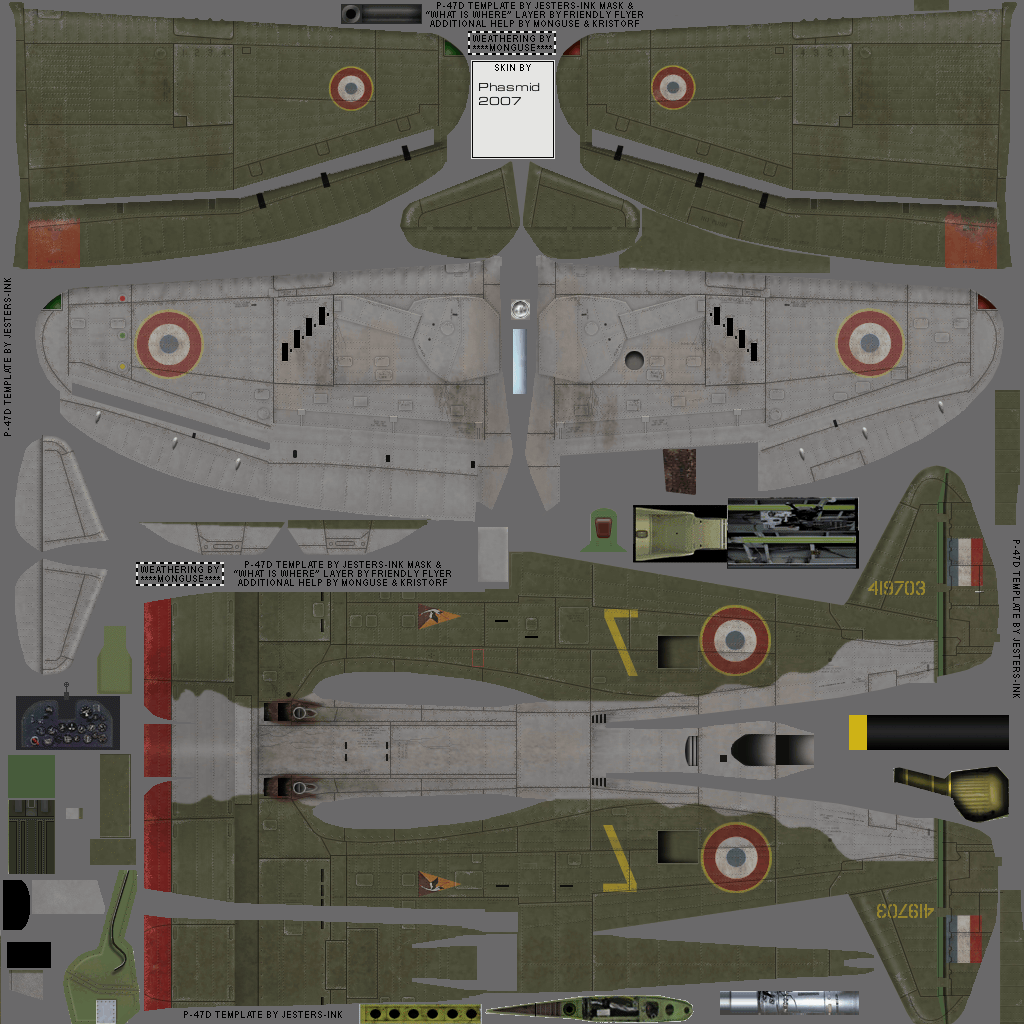 P-47D TEMPLATE BY JESTERS-INK MASK &
"WHAT IS WHERE" LAYER BY FRIENDLY FLYER
ADDITIONAL HELP BY MONGUSE & KRISTORF
WEATHERING BY
****MONGUSE****
SKIN BY
Phasmid
2007
P-47D TEMPLATE BY JESTERS-INK
WEATHERING BY
****MONGUSE****
P-47D TEMPLATE BY JESTERS-INK MASK &
"WHAT IS WHERE" LAYER BY FRIENDLY FLYER
ADDITIONAL HELP BY MONGUSE & KRISTORF
P-47D TEMPLATE BY JESTERS-INK
419703
419703
P-47D TEMPLATE BY JESTERS-INK